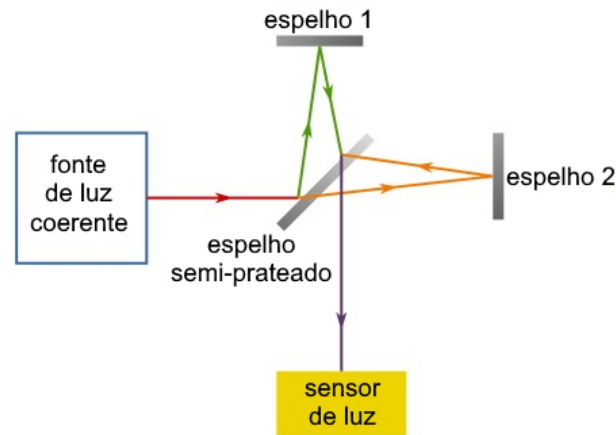 espelho 1
fonte
de luz
coerente
espelho 2
espelho
semi-prateado
sensor
de luz